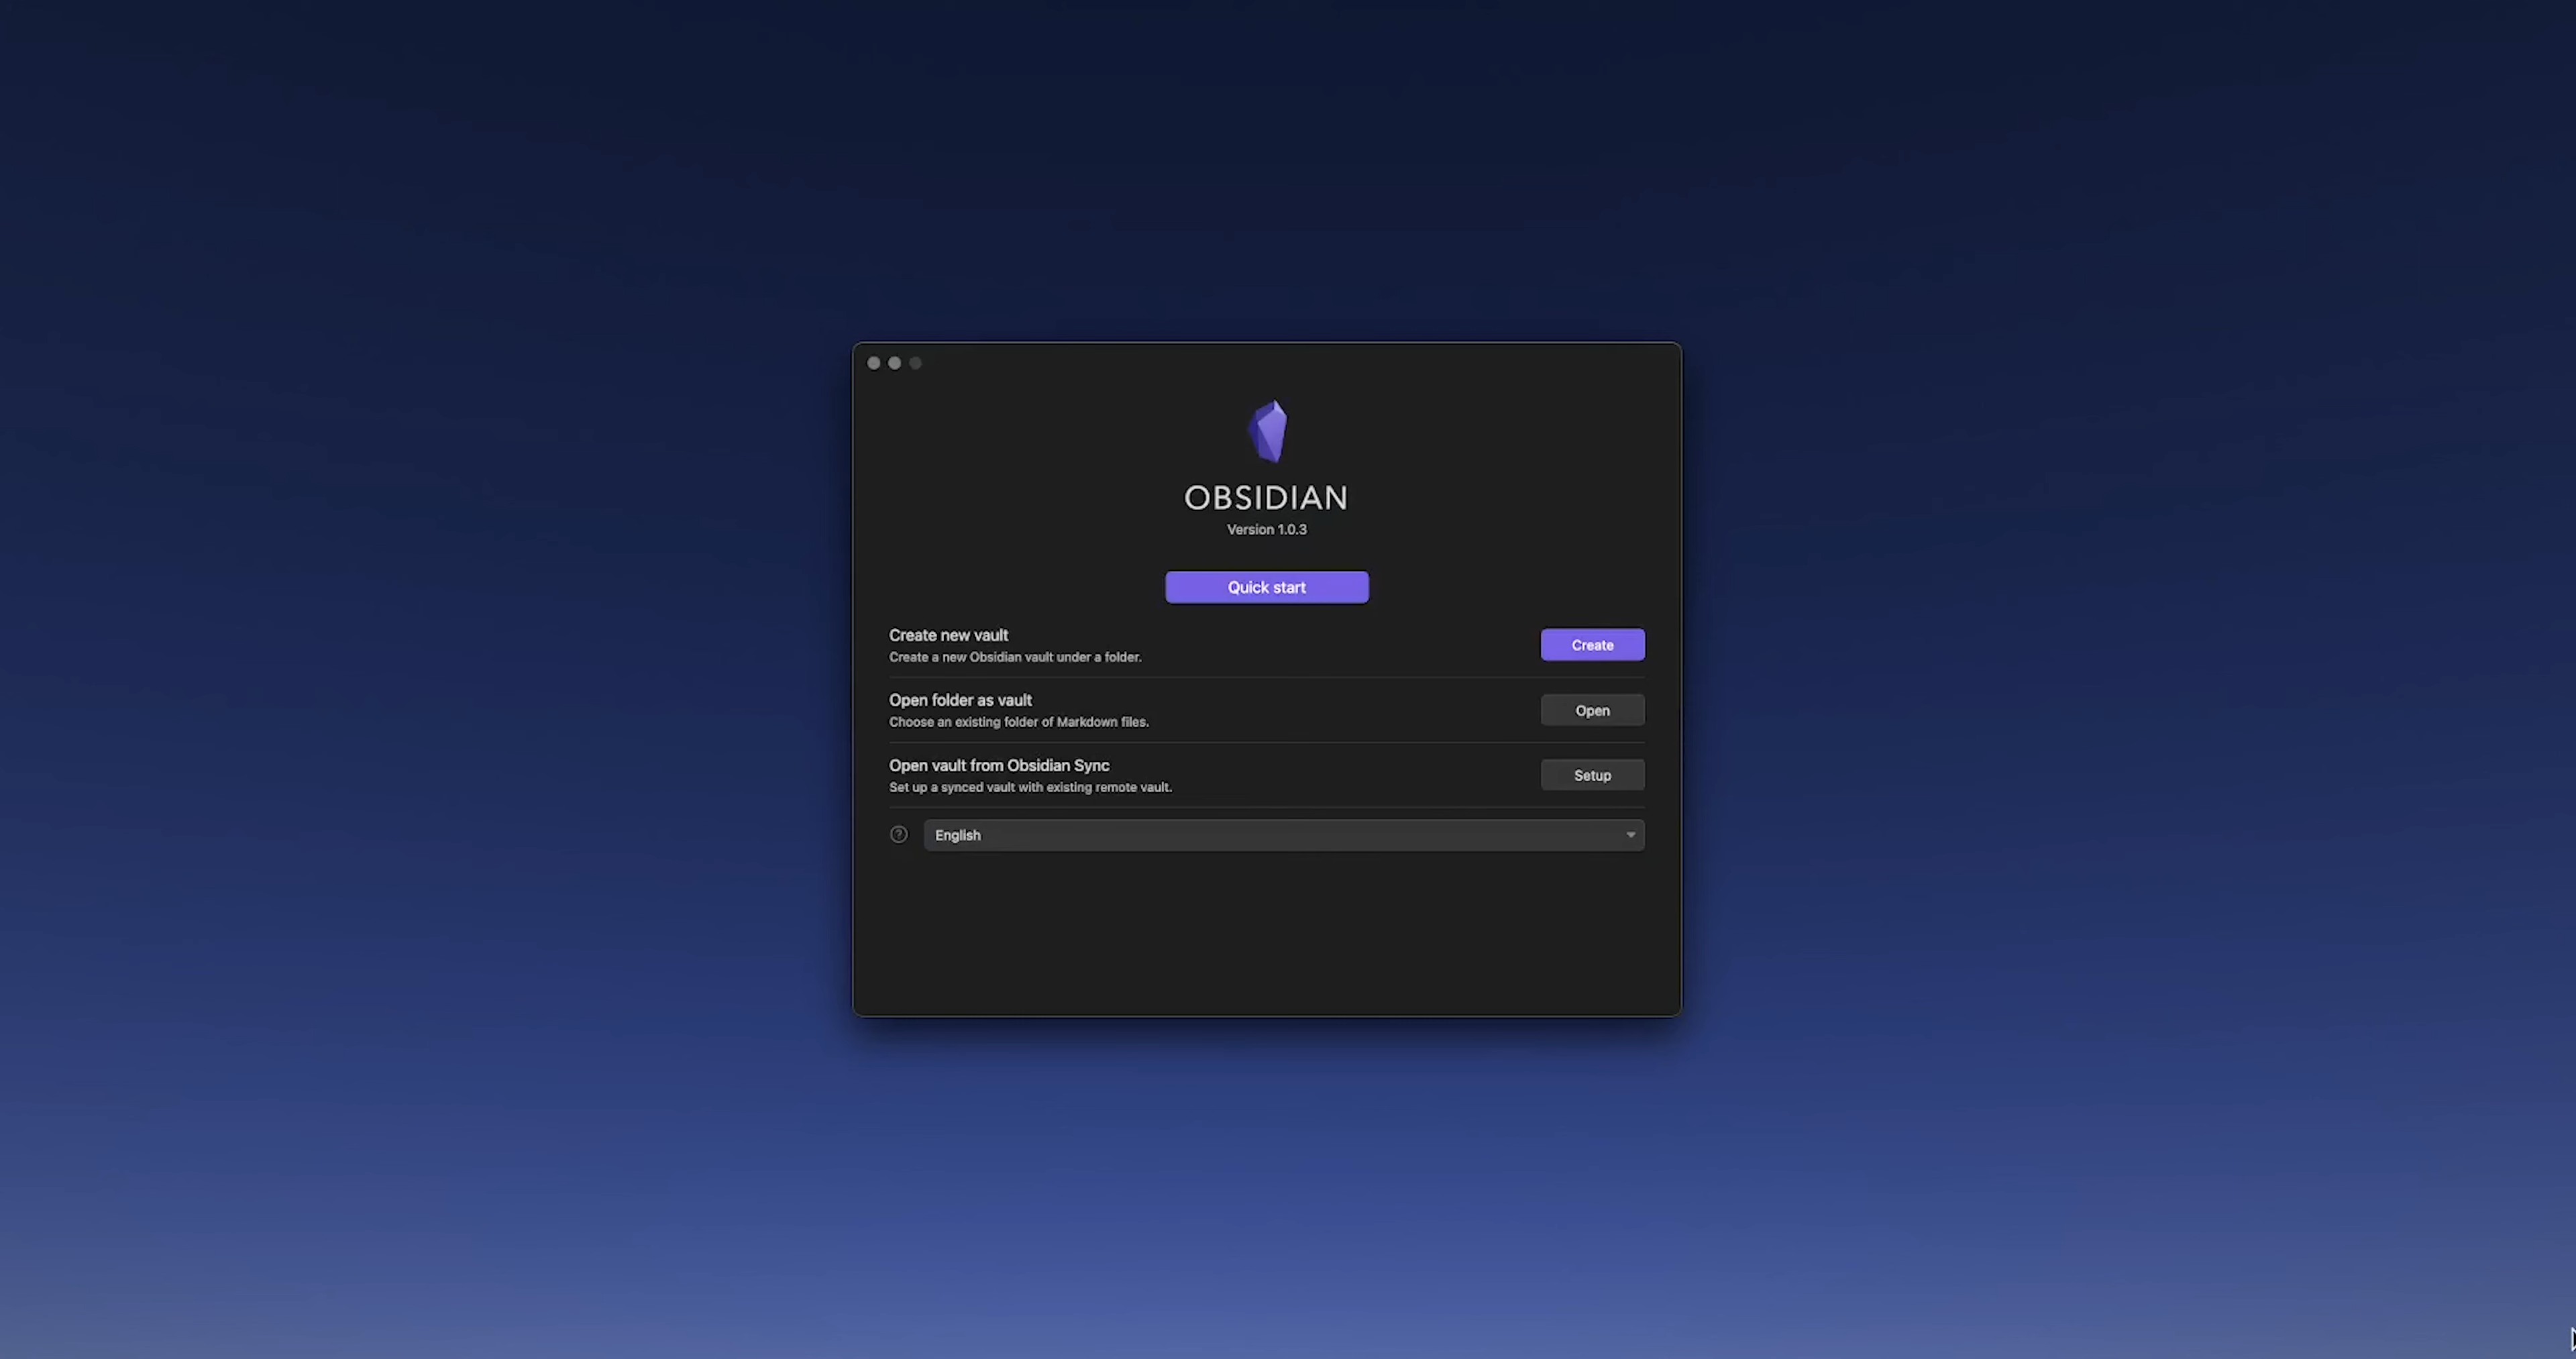 OBSIDIAN
Version 1.0.3
Quick start
Create new vault
Create a new Obsidian vault under a folder.
Create
Open folder as vault
Choose an existing folder of Markdown files.
Open
Open vault from Obsidian Sync
Set up a synced vault with existing remote vault.
Setup
?
English